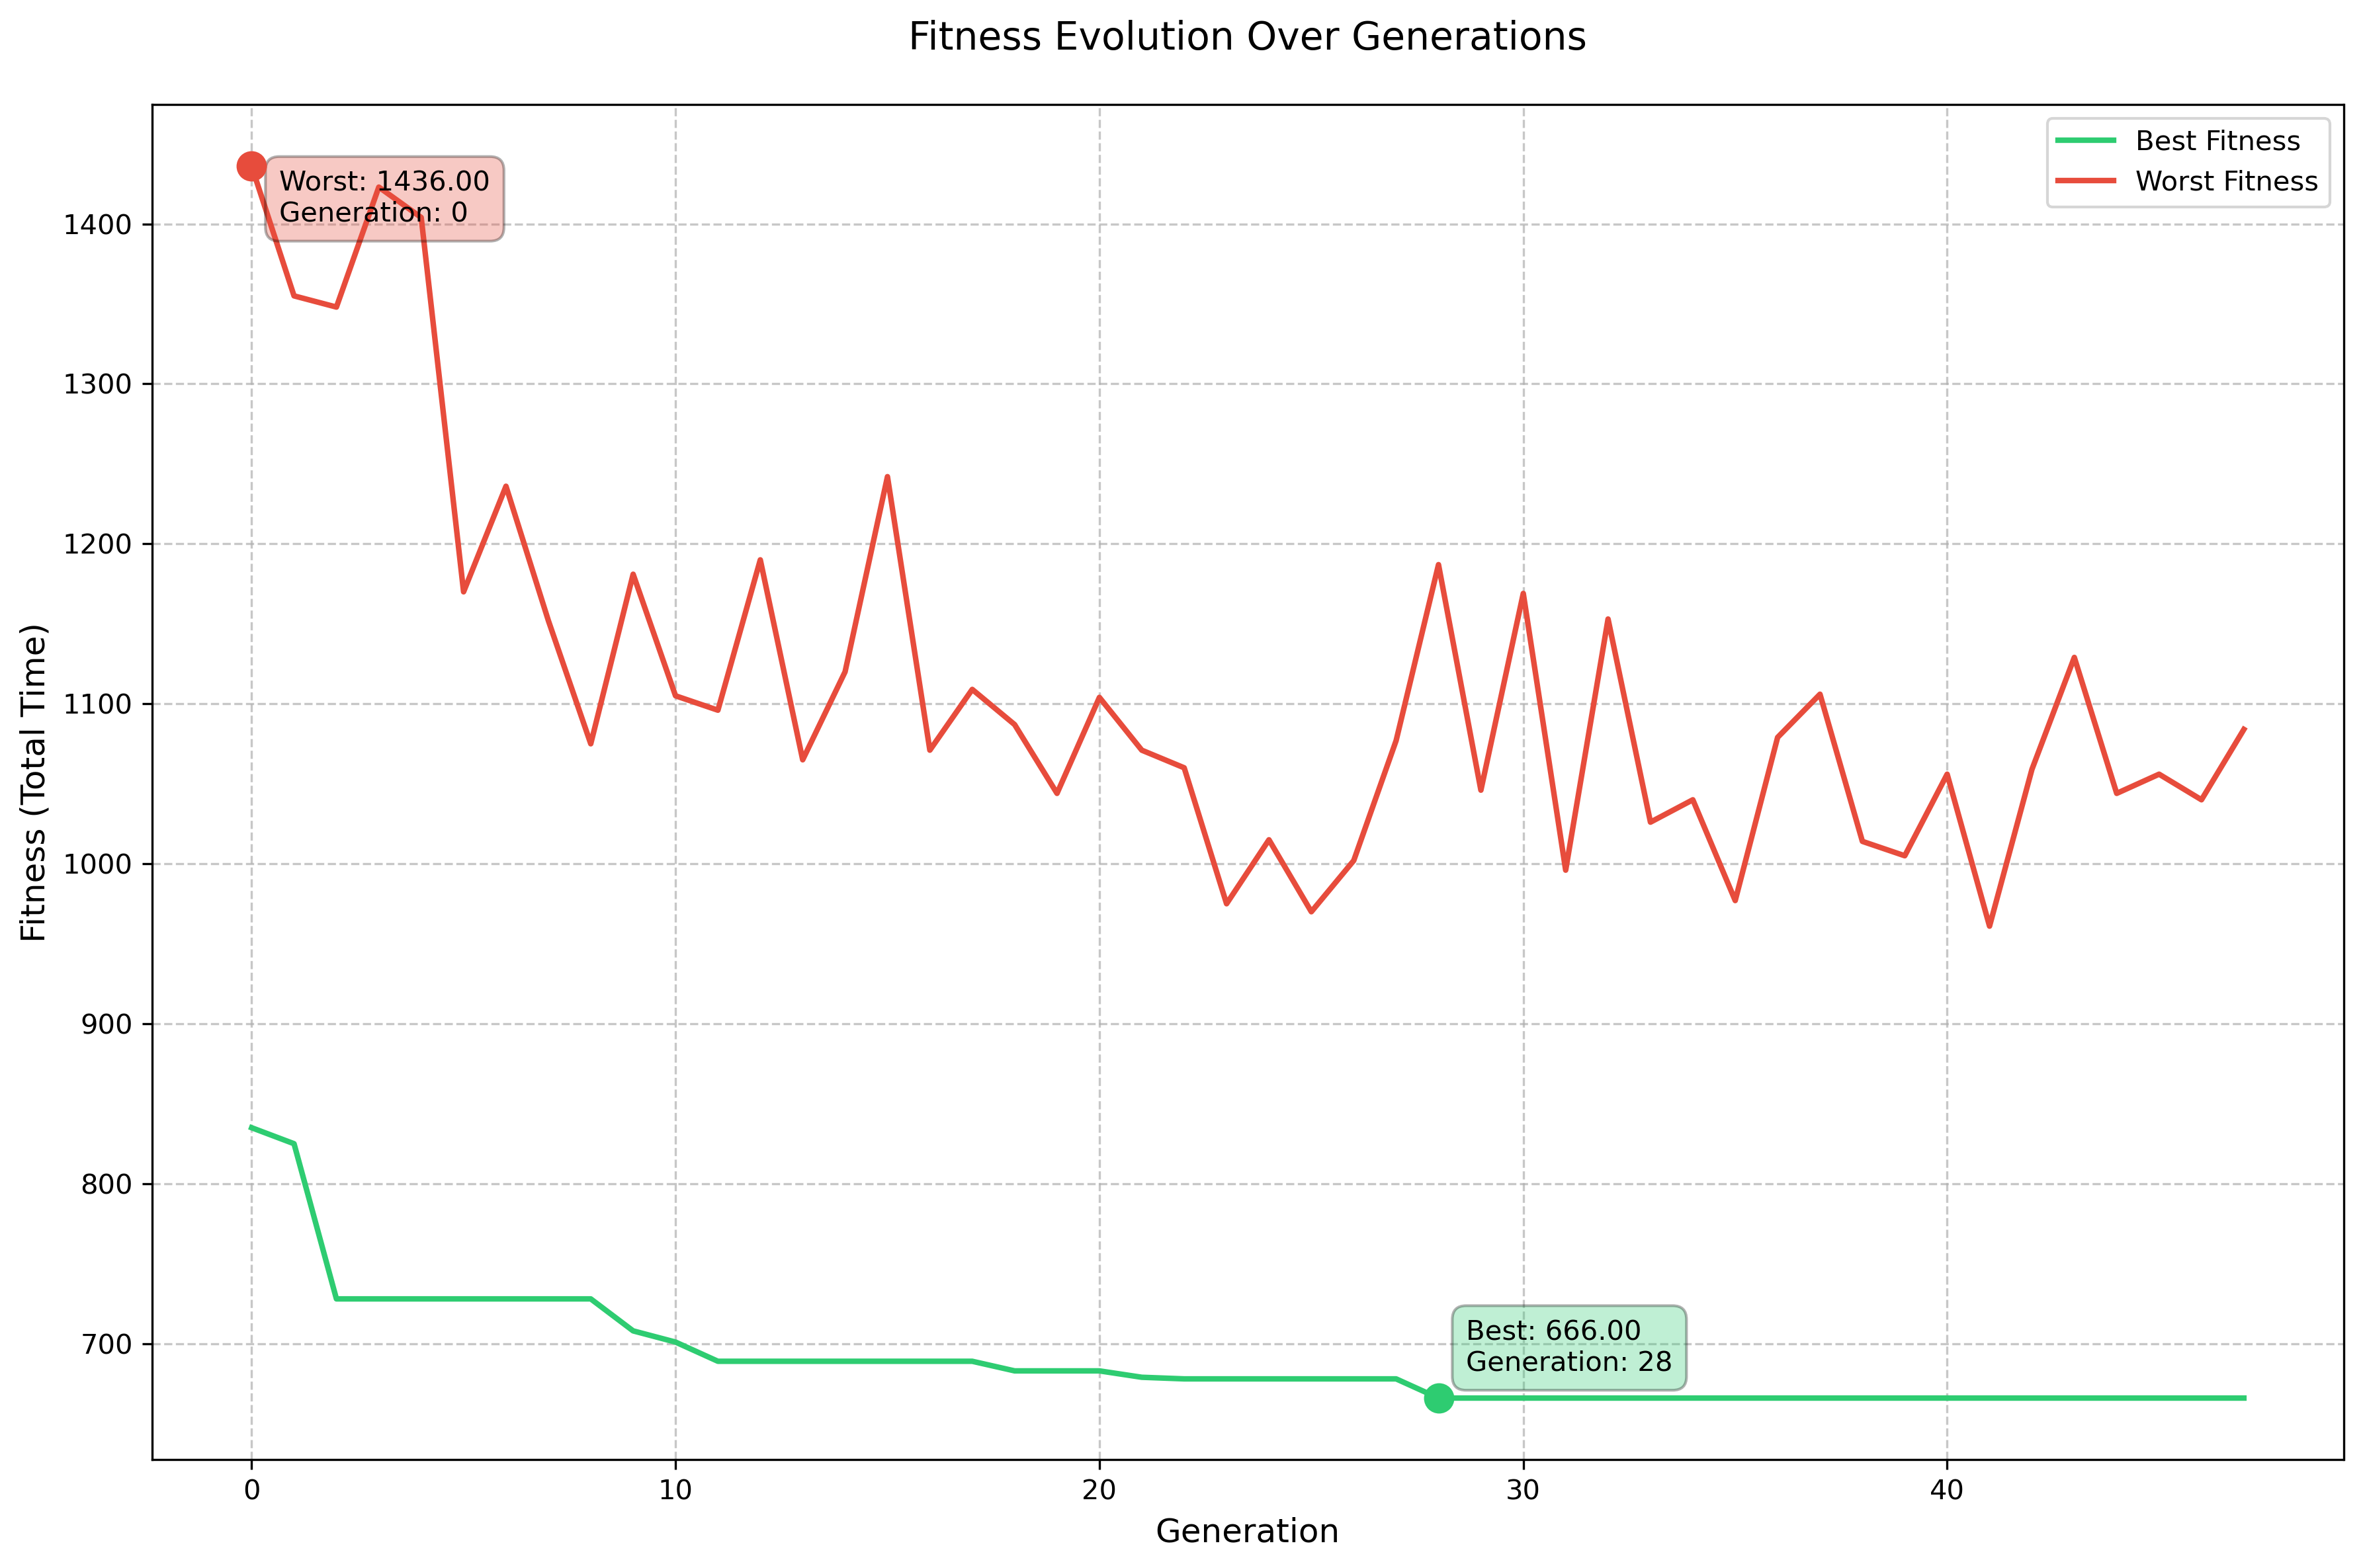 Fitness Evolution Over Generations
Best Fitness
Worst Fitness
Worst: 1436.00
Generation: 0
1400
1300
1200
1100
1000
900
800
700
Fitness (Total Time)
Best: 666.00
Generation: 28
0 10 20 30 40
Generation